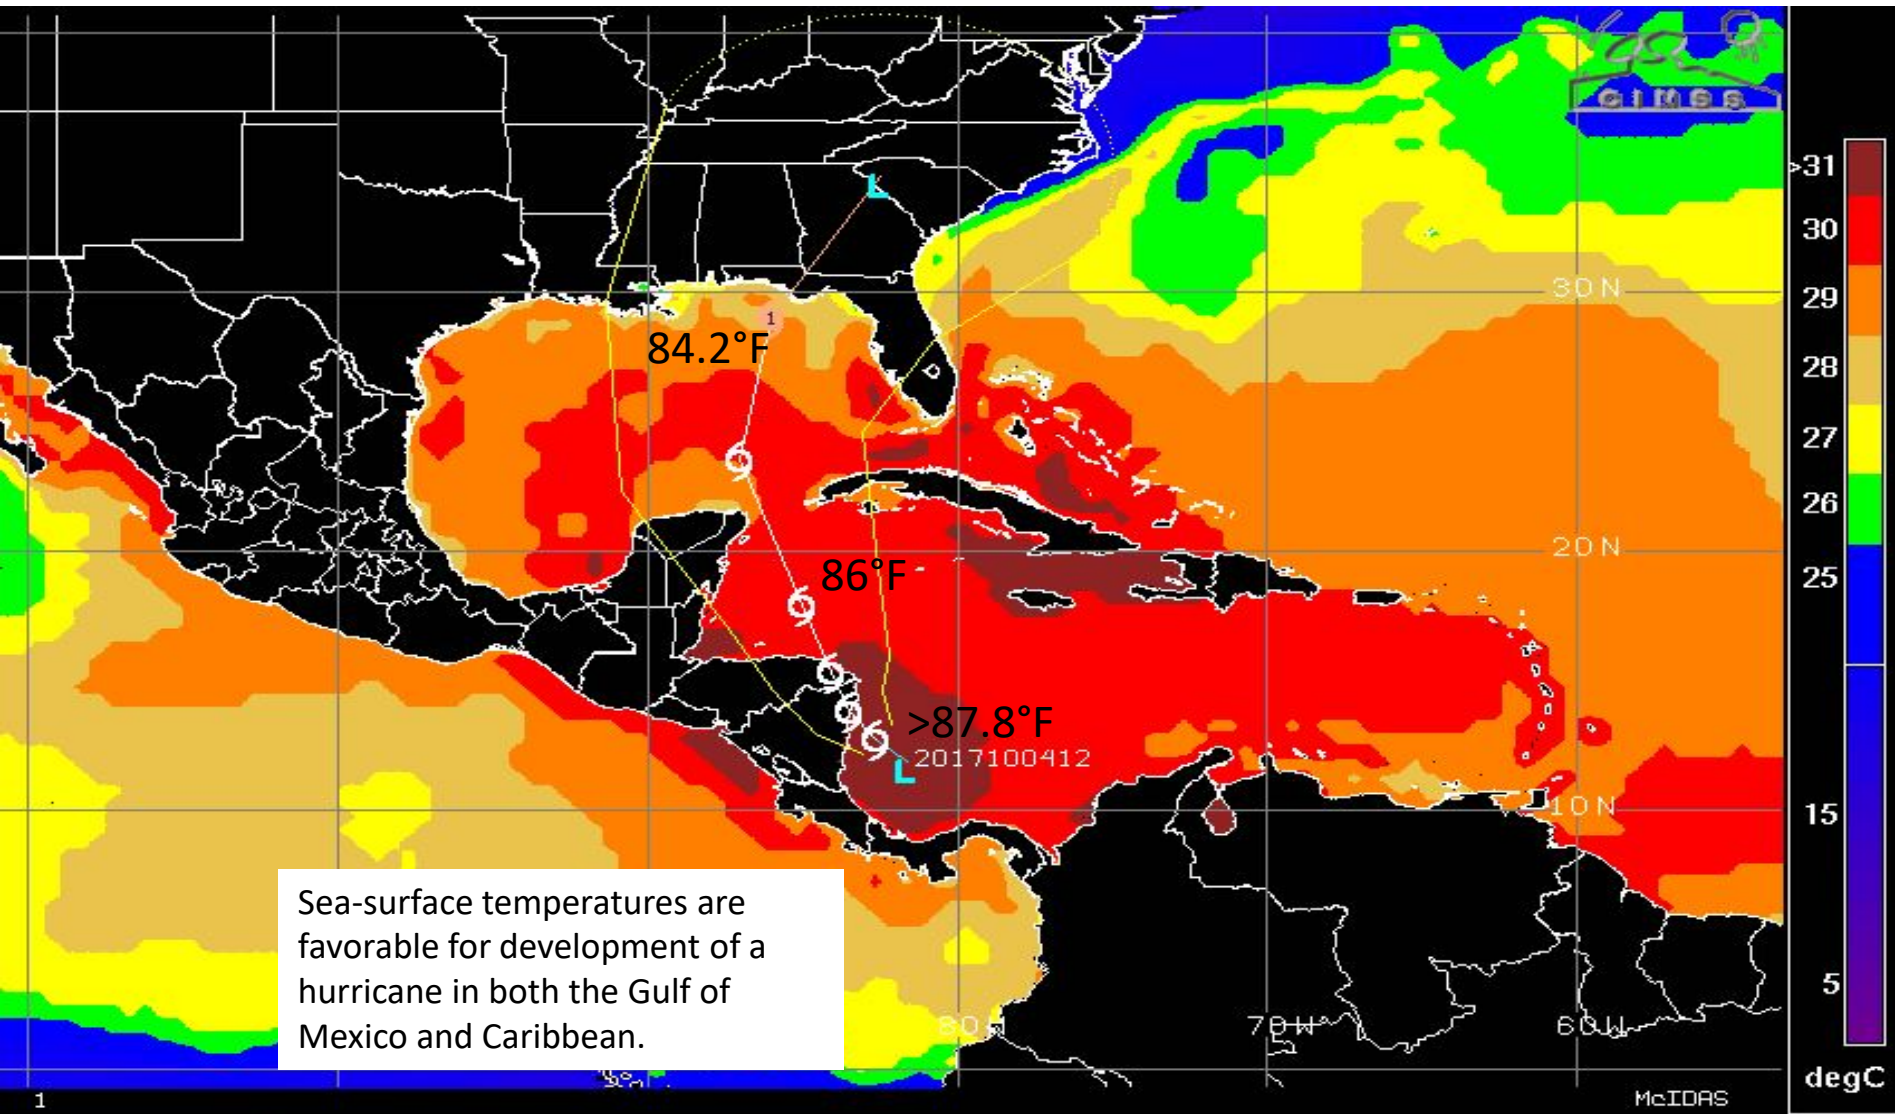 CIMSS
>31
30
29
28
27
26
25
15
5
degC
30N
1
84.2°F
20N
86°F
>87.8°F
2017100412
10N
Sea-surface temperatures are
favorable for development of a
hurricane in both the Gulf of
Mexico and Caribbean.
80W
70W
60W
1
McIDAS